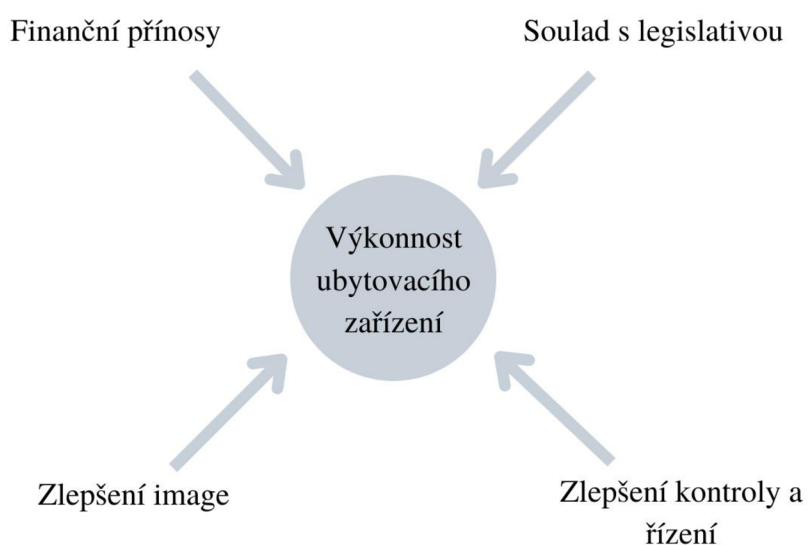 Finanční přínosy
Soulad s legislativou
Výkonnost
ubytovacího
zařízení
Zlepšení image
Zlepšení kontroly a
řízení